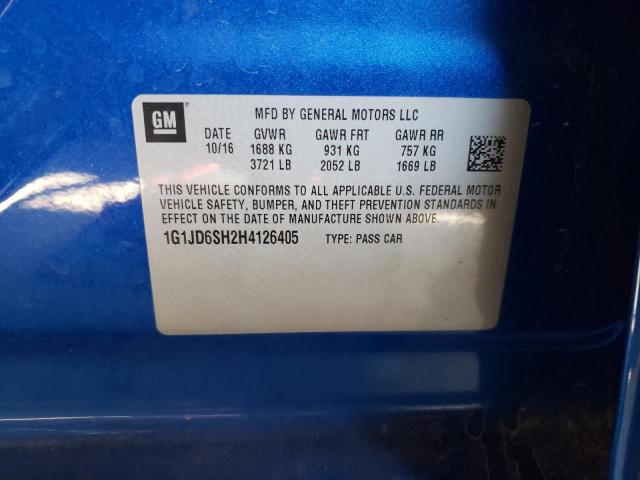 GM
MFD BY GENERAL MOTORS LLC
DATE GVWR GAWR FRT GAWR RR
10/16 1688 KG 931 KG 757 KG
3721 LB 2052 LB 1669 LB
THIS VEHICLE CONFORMS TO ALL APPLICABLE U.S. FEDERAL MOTOR
VEHICLE SAFETY, BUMPER, AND THEFT PREVENTION STANDARDS
IN EFFECT ON THE DATE OF MANUFACTURE SHOWN ABOVE.
1G1JD6SH2H4126405 TYPE: PASS CAR